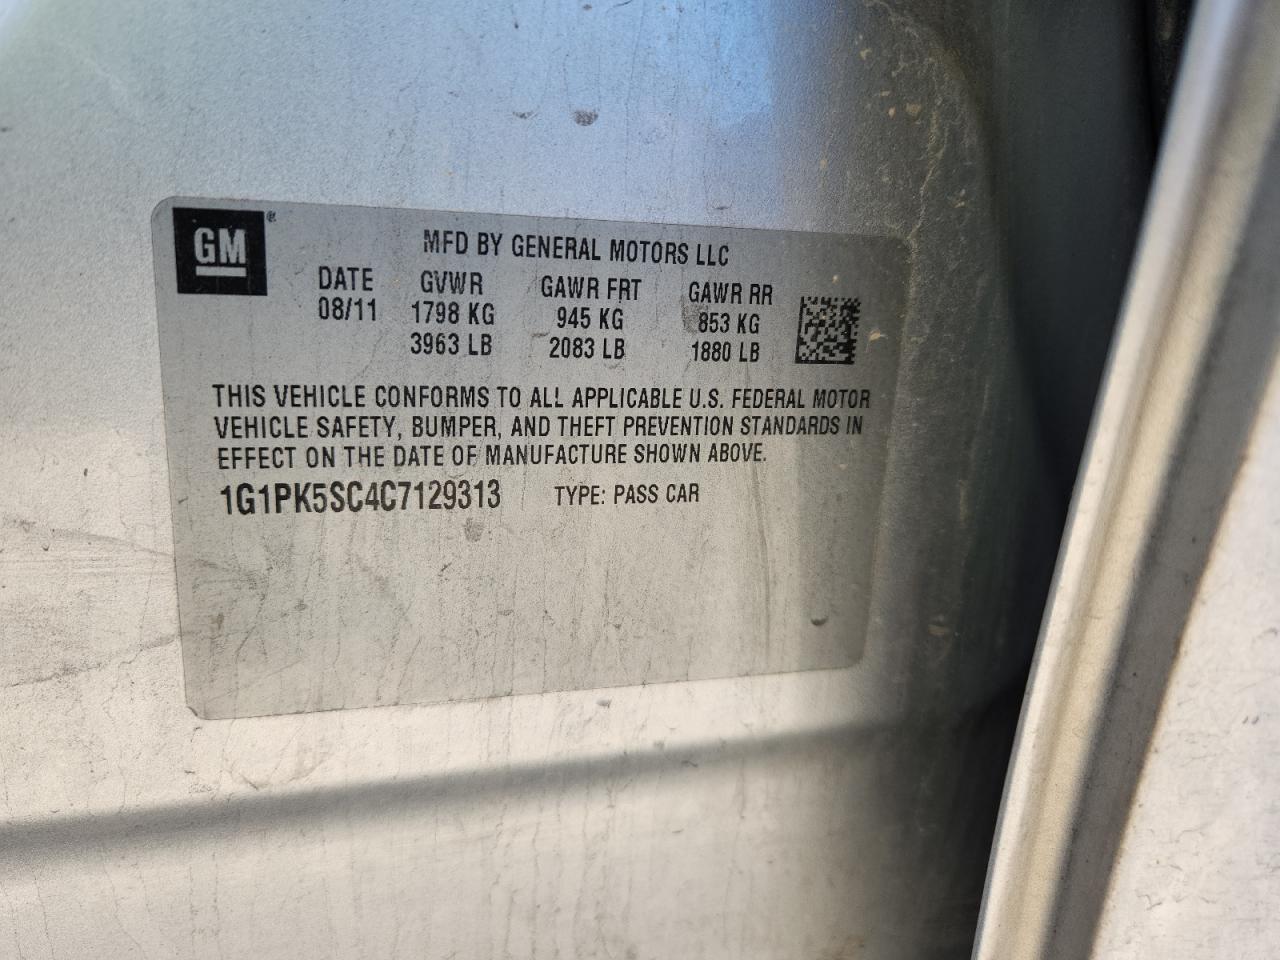 GM®
MFD BY GENERAL MOTORS LLC
DATE GVWR GAWR FRT GAWR RR
08/11 1798 KG 945 KG 853 KG
3963 LB 2083 LB 1880 LB
THIS VEHICLE CONFORMS TO ALL APPLICABLE U.S. FEDERAL MOTOR
VEHICLE SAFETY, BUMPER, AND THEFT PREVENTION STANDARDS IN
EFFECT ON THE DATE OF MANUFACTURE SHOWN ABOVE.
1G1PK5SC4C7129313 TYPE: PASS CAR